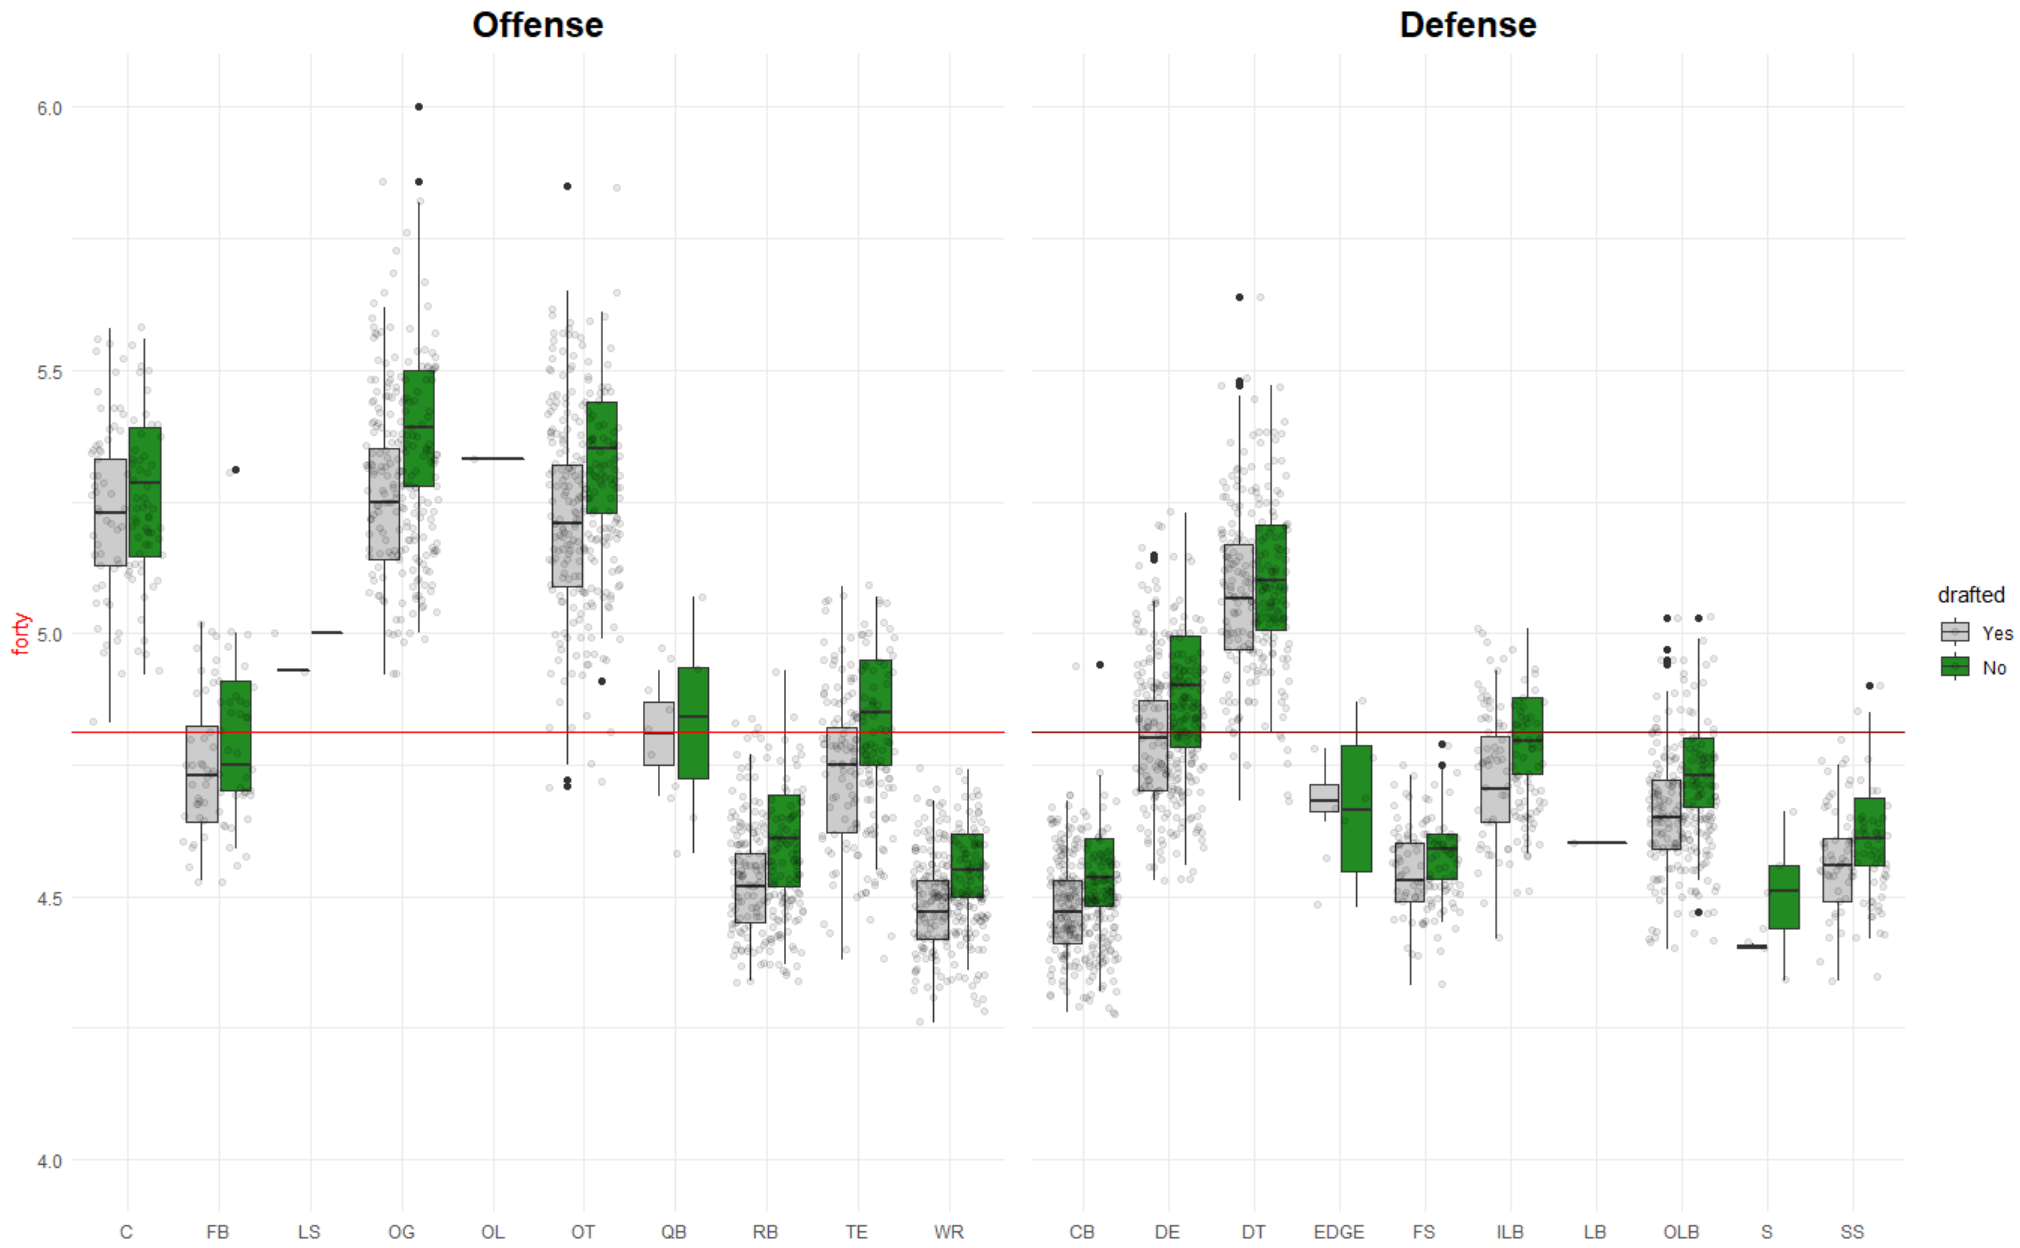 Offense Defense
6.0
5.5
5.0
4.5
4.0
forty
C FB LS OG OL OT QB RB TE WR CB DE DT EDGE FS ILB LB OLB S SS
drafted
Yes
No